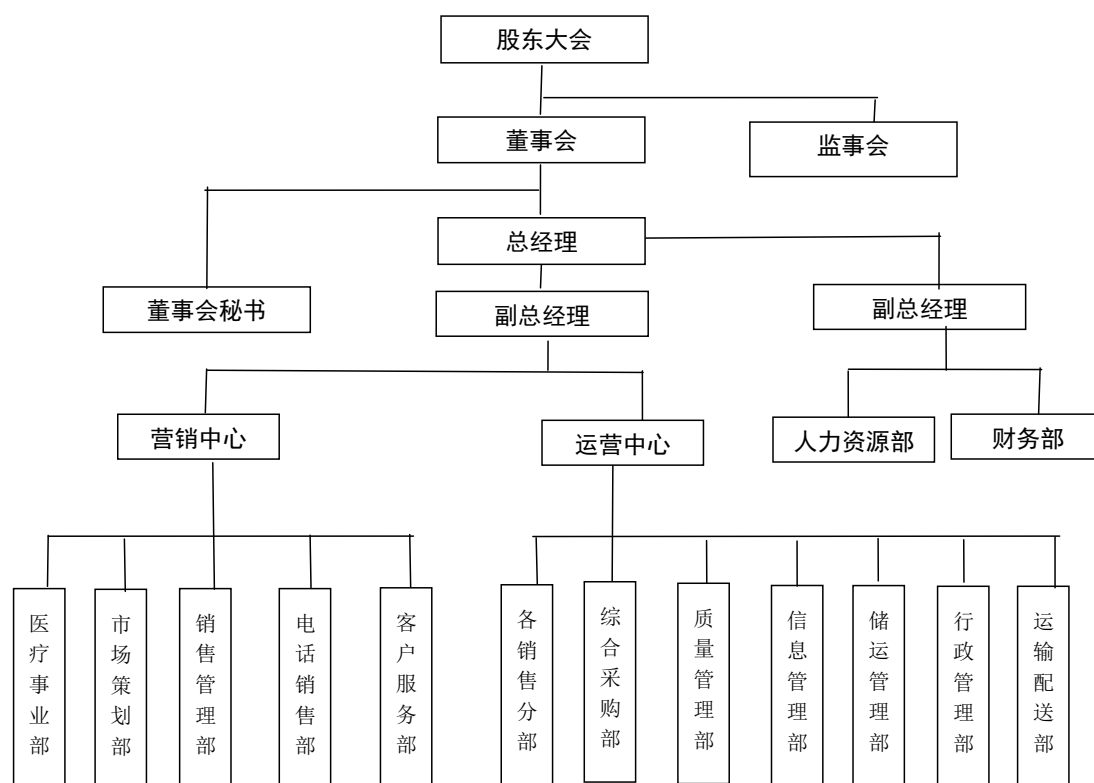 股东大会
董事会
监事会
总经理
董事会秘书
副总经理
副总经理
营销中心
运营中心
人力资源部
财务部
医疗事业部
市场策划部
销售管理部
电话销售部
客户服务部
各销售分部
综合采购部
质量管理部
信息管理部
储运管理部
行政管理部
运输配送部